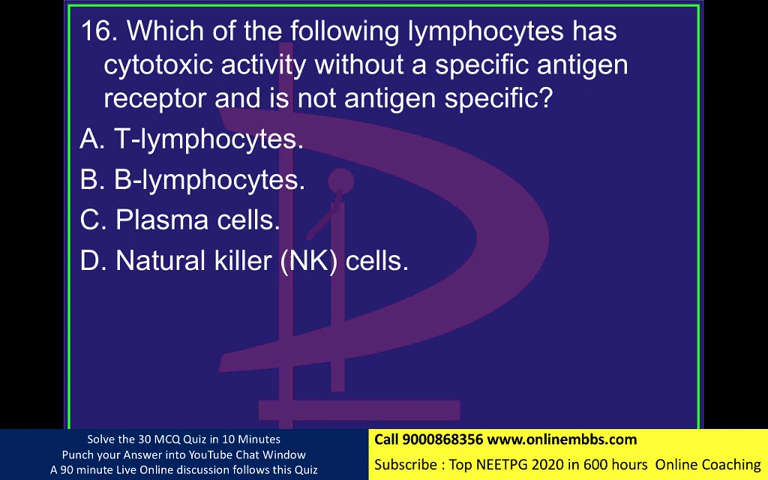 16. Which of the following lymphocytes has
cytotoxic activity without a specific antigen
receptor and is not antigen specific?
A. T-lymphocytes.
B. B-lymphocytes.
C. Plasma cells.
D. Natural killer (NK) cells.
Solve the 30 MCQ Quiz in 10 Minutes
Punch your Answer into YouTube Chat Window
A 90 minute Live Online discussion follows this Quiz
Call 9000868356 www.onlinembbs.com
Subscribe : Top NEETPG 2020 in 600 hours Online Coaching